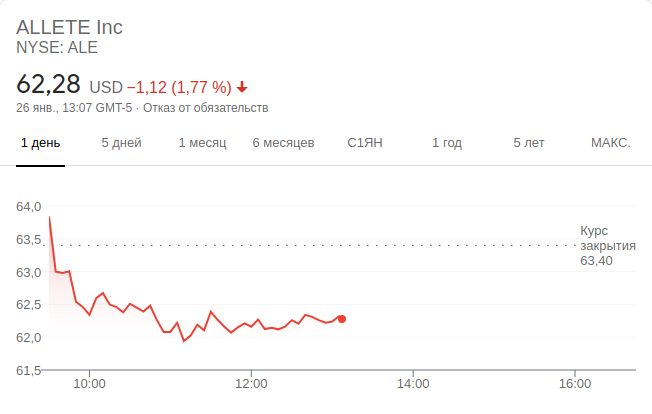 ALLETE Inc
NYSE: ALE
62,28 USD −1,12 (1,77 %)
26 янв., 13:07 GMT-5 · Отказ от обязательств
1 день 5 дней 1 месяц 6 месяцев С1ЯН 1 год 5 лет МАКС.
64,0
Курс
63,5 закрытия
63,40
63,0
62,5
62,0
61,5
10:00 12:00 14:00 16:00